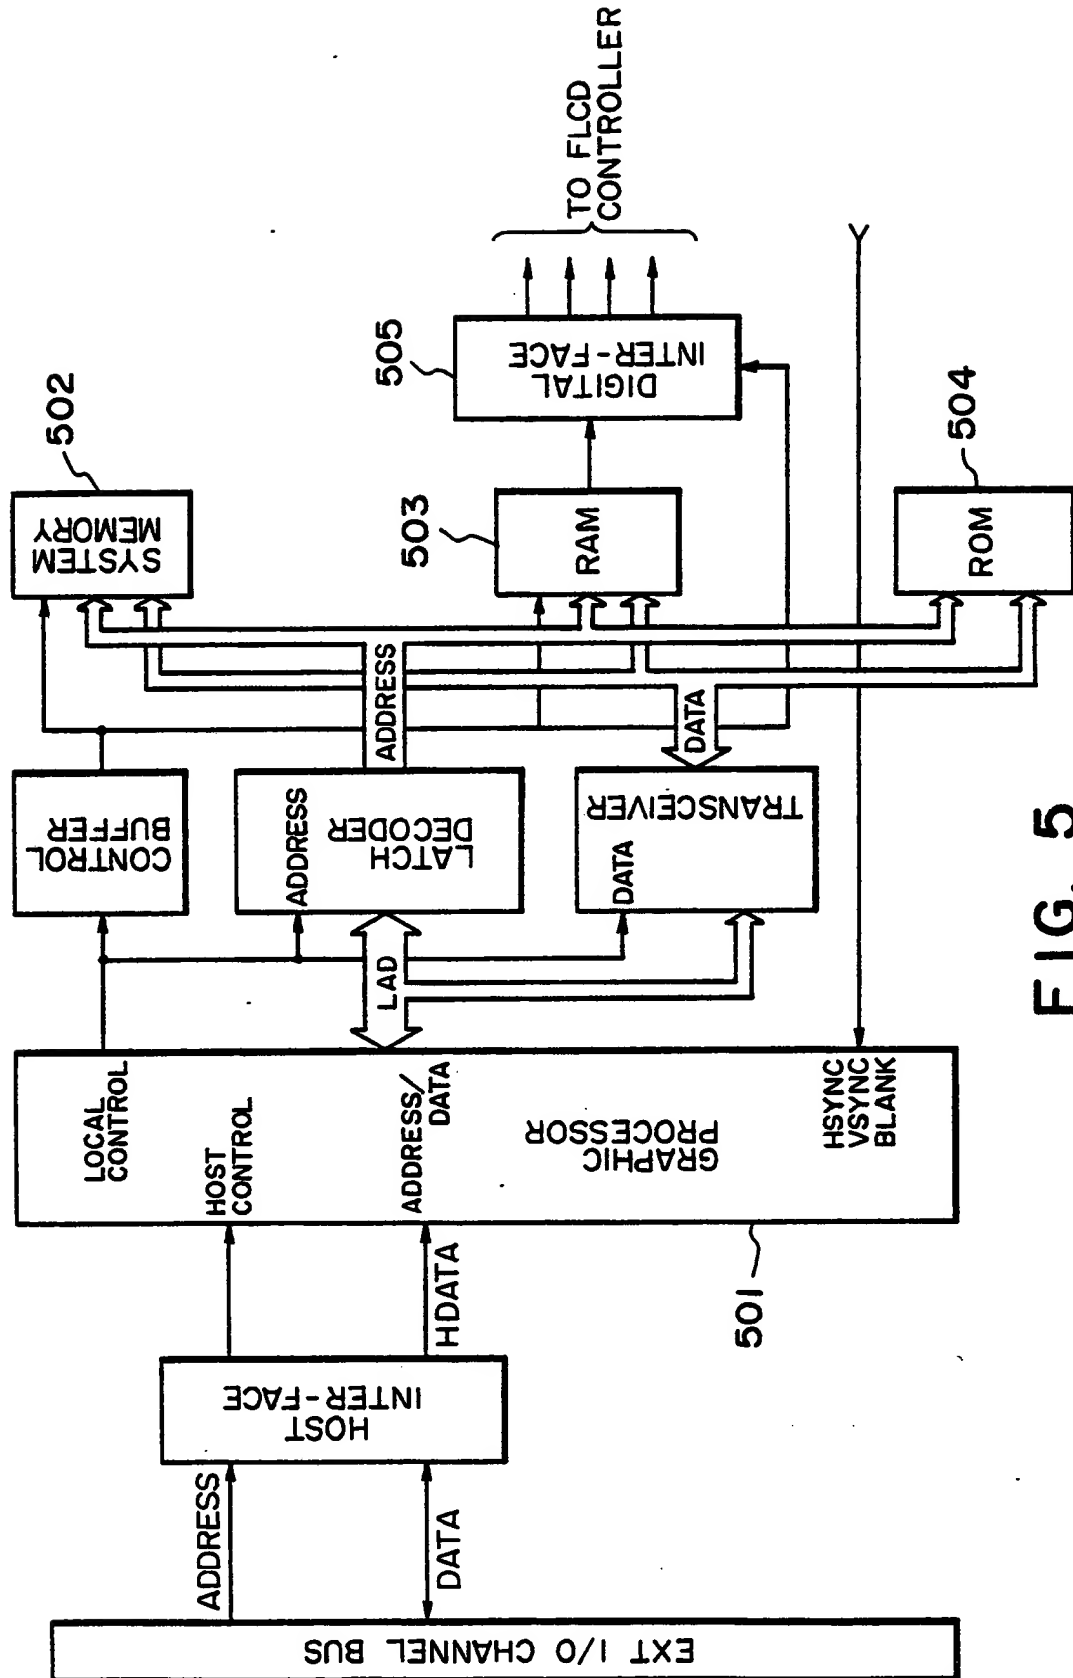 EXT I/O CHANNEL BUS
ADDRESS
DATA
HOST
INTER-FACE
HDATA
501
LOCAL
CONTROL
HOST
CONTROL
ADDRESS/
DATA
GRAPHIC
PROCESSOR
HSYNC
VSYNC
BLANK
LAD
CONTROL
BUFFER
ADDRESS
LATCH
DECODER
DATA
TRANSCEIVER
ADDRESS
DATA
SYSTEM
MEMORY
502
RAM
503
ROM
504
DIGITAL
INTER-FACE
505
TO FLCD
CONTROLLER
FIG. 5